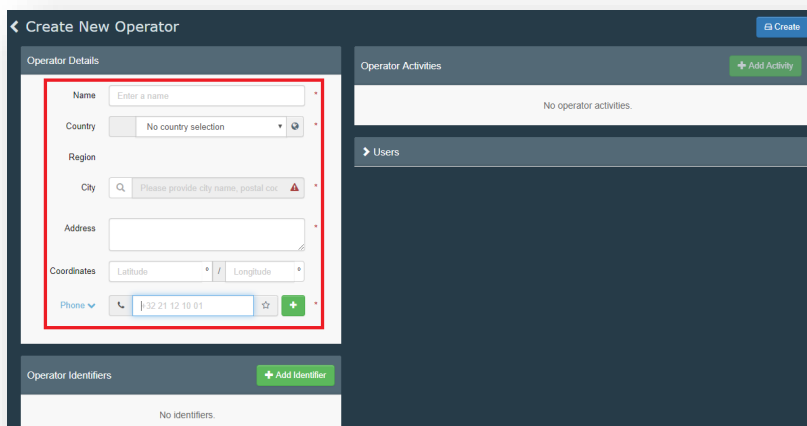 Create New Operator
Create
Operator Details
Name
Enter a name
*
Country
No country selection
*
Region
City
Please provide city name, postal coc
*
Address
*
Coordinates
Latitude
°
/
Longitude
°
Phone
+32 21 12 10 01
*
Operator Identifiers
Add Identifier
No identifiers.
Operator Activities
Add Activity
No operator activities.
Users